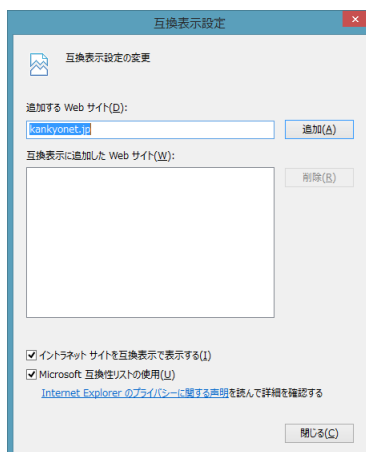 互換表示設定
互換表示設定の変更
追加する Web サイト(D):
kankyonet.jp
追加(A)
互換表示に追加した Web サイト(W):
削除(R)
イントラネット サイトを互換表示で表示する(I)
Microsoft 互換性リストの使用(U)
Internet Explorer のプライバシーに関する声明を読んで詳細を確認する
閉じる(C)